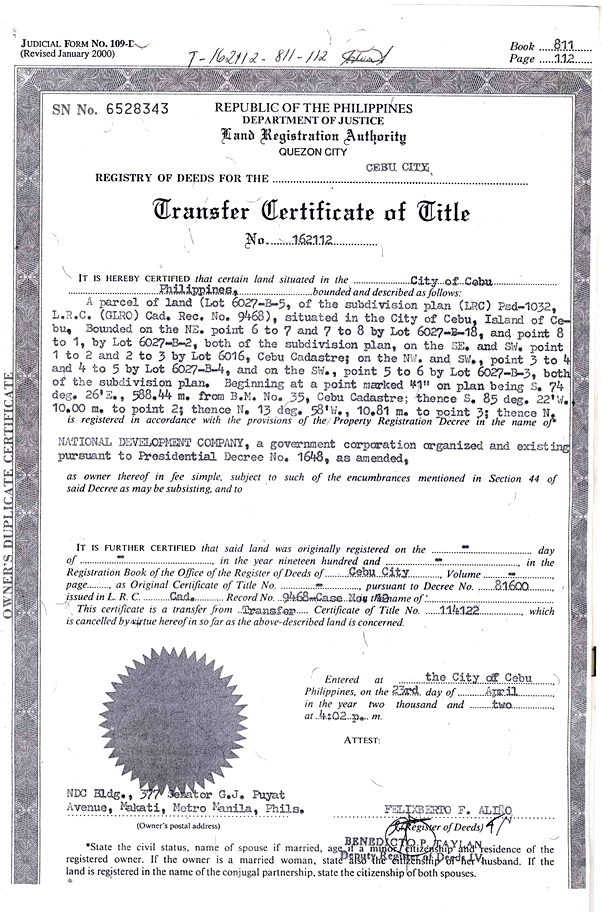 JUDICIAL FORM NO. 109-D
(Revised January 2000)
T-162112-811-112
Book ....811
Page ....112
SN No. 6528343
REPUBLIC OF THE PHILIPPINES
DEPARTMENT OF JUSTICE
Land Registration Authority
QUEZON CITY
CEBU CITY
REGISTRY OF DEEDS FOR THE
Transfer Certificate of Title
No. 162112
IT IS HEREBY CERTIFIED that certain land situated in the City of Cebu
Philippines, bounded and described as follows:
A parcel of land (Lot 6027-B-5, of the subdivision plan (LRC) Psd-1032,
L.R.C. (GLRO) Cad. Rec. No. 9468), situated in the City of Cebu, Island of Ce-
bu, Bounded on the NE. point 6 to 7 and 7 to 8 by Lot 6027-B-18, and point 8
to 1, by Lot 6027-B-2, both of the subdivision plan, on the SE. and SW. point
1 to 2 and 2 to 3 by Lot 6016, Cebu Cadastre; on the NW. and SW., point 3 to 4
and 4 to 5 by Lot 6027-B-4, and on the SW., point 5 to 6 by Lot 6027-B-3, both
of the subdivision plan. Beginning at a point marked "1" on plan being S. 74
deg. 26'E., 588.44 m. from B.M. No. 35, Cebu Cadastre; thence S. 85 deg. 22'W.
10.00 m. to point 2; thence N. 13 deg. 58'W., 10.81 m. to point 3; thence N.
is registered in accordance with the provisions of the Property Registration Decree in the name of*
NATIONAL DEVELOPMENT COMPANY, a government corporation organized and existing
pursuant to Presidential Decree No. 1648, as amended,
as owner thereof in fee simple, subject to such of the encumbrances mentioned in Section 44 of
said Decree as may be subsisting, and to
IT IS FURTHER CERTIFIED that said land was originally registered on the - day
of - , in the year nineteen hundred and - , in the
Registration Book of the Office of the Register of Deeds of Cebu City, Volume - 
page......, as Original Certificate of Title No. - , pursuant to Decree No. 81600
issued in L. R. C. Cad. Record No. 9468-Case No. in the name of
This certificate is a transfer from Transfer Certificate of Title No. 114122, which
is cancelled by virtue hereof in so far as the above-described land is concerned.
Entered at the City of Cebu
Philippines, on the 23rd day of April
in the year two thousand and two
at 4:02 p. m.
ATTEST:
NDC Bldg., 377 Senator G.J. Puyat
Avenue, Makati, Metro Manila, Phils.
(Owner's postal address)
FELIXBERTO F. ALIÑO
(Register of Deeds)
BENEDICTO P. TAYLAN
Deputy Register of Deeds IV
*State the civil status, name of spouse if married, age if a minor, citizenship and residence of the
registered owner. If the owner is a married woman, state also the citizenship of her husband. If the
land is registered in the name of the conjugal partnership, state the citizenship of both spouses.
OWNER'S DUPLICATE CERTIFICATE